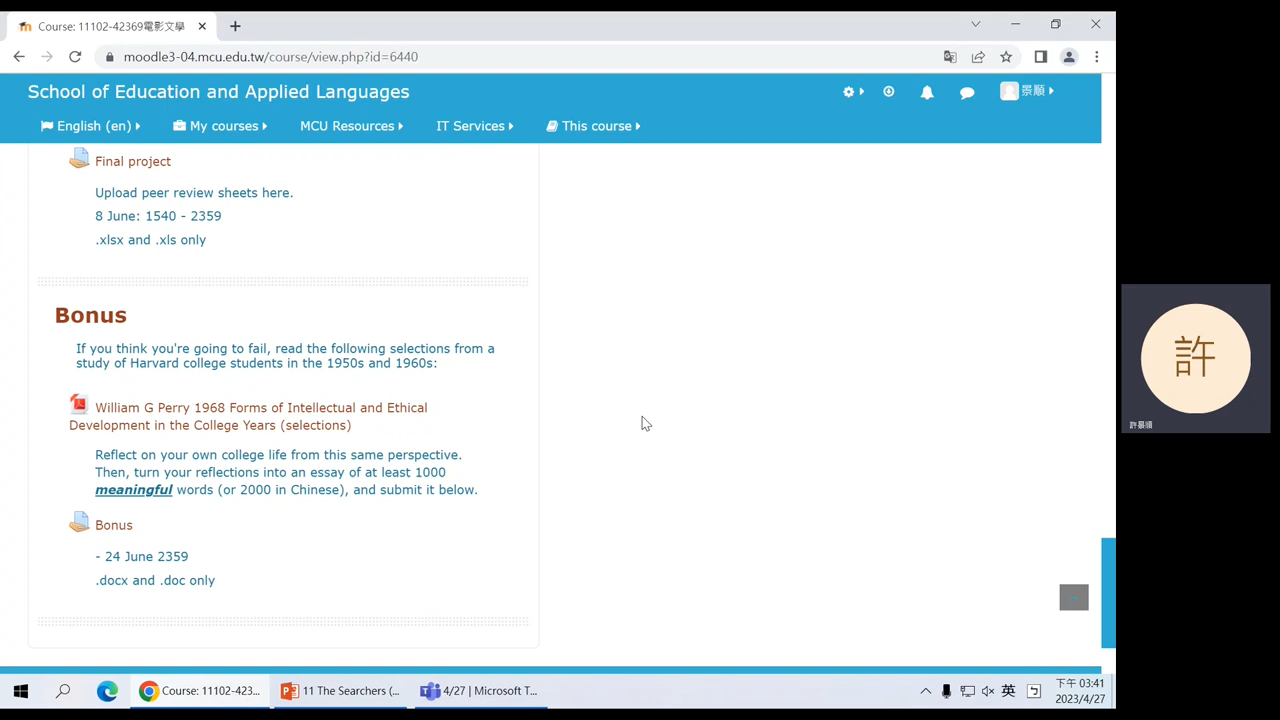 Course: 11102-42369電影文學
moodle3-04.mcu.edu.tw/course/view.php?id=6440
School of Education and Applied Languages
景順
English (en)
My courses
MCU Resources
IT Services
This course
Final project
Upload peer review sheets here.
8 June: 1540 - 2359
.xlsx and .xls only
Bonus
If you think you're going to fail, read the following selections from a
study of Harvard college students in the 1950s and 1960s:
William G Perry 1968 Forms of Intellectual and Ethical
Development in the College Years (selections)
Reflect on your own college life from this same perspective.
Then, turn your reflections into an essay of at least 1000
meaningful words (or 2000 in Chinese), and submit it below.
Bonus
- 24 June 2359
.docx and .doc only
許
許景順
Course: 11102-423...
11 The Searchers (...
4/27 | Microsoft T...
英
下午 03:41
2023/4/27